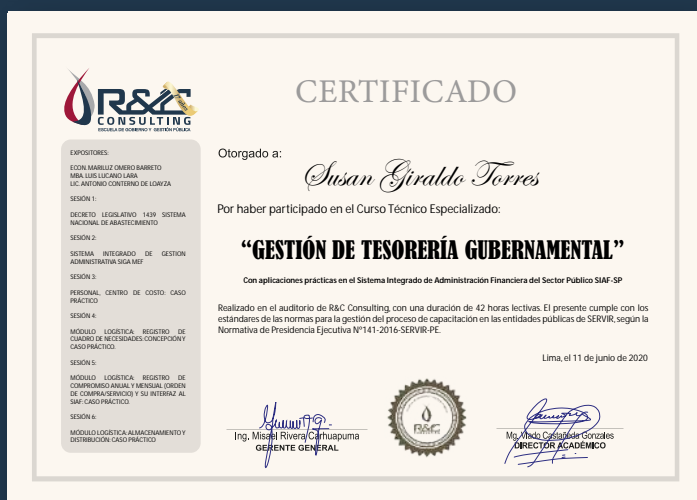 R&C
CONSULTING
ESCUELA DE GOBIERNO Y GESTIÓN PÚBLICA
CERTIFICADO
EXPOSITORES:
ECON. MARILUZ OMERO BARRETO
MBA. LUIS LUCANO LARA
LIC. ANTONIO CONTERNO DE LOAYZA
SESIÓN 1:
DECRETO LEGISLATIVO 1439 SISTEMA
NACIONAL DE ABASTECIMIENTO
SESIÓN 2:
SISTEMA INTEGRADO DE GESTION
ADMINISTRATIVA SIGA MEF
SESIÓN 3:
PERSONAL, CENTRO DE COSTO: CASO
PRÁCTICO
SESIÓN 4:
MÓDULO LOGÍSTICA: REGISTRO DE
CUADRO DE NECESIDADES: CONCEPCIÓN Y
CASO PRÁCTICO.
SESIÓN 5:
MÓDULO LOGÍSTICA: REGISTRO DE
COMPROMISO ANUAL Y MENSUAL (ORDEN
DE COMPRA/SERVICIO) Y SU INTERFAZ AL
SIAF: CASO PRÁCTICO.
SESIÓN 6:
MÓDULO LOGÍSTICA: ALMACENAMIENTO Y
DISTRIBUCIÓN: CASO PRÁCTICO
Otorgado a:
Susan Giraldo Torres
Por haber participado en el Curso Técnico Especializado:
“GESTIÓN DE TESORERÍA GUBERNAMENTAL”
Con aplicaciones prácticas en el Sistema Integrado de Administración Financiera del Sector Público SIAF-SP
Realizado en el auditorio de R&C Consulting, con una duración de 42 horas lectivas. El presente cumple con los
estándares de las normas para la gestión del proceso de capacitación en las entidades públicas de SERVIR, según la
Normativa de Presidencia Ejecutiva Nº141-2016-SERVIR-PE.
Lima, el 11 de junio de 2020
Ing. Misael Rivera Carhuapuma
GERENTE GENERAL
R&C
Mg. Vlado Castañeda Gonzales
DIRECTOR ACADÉMICO